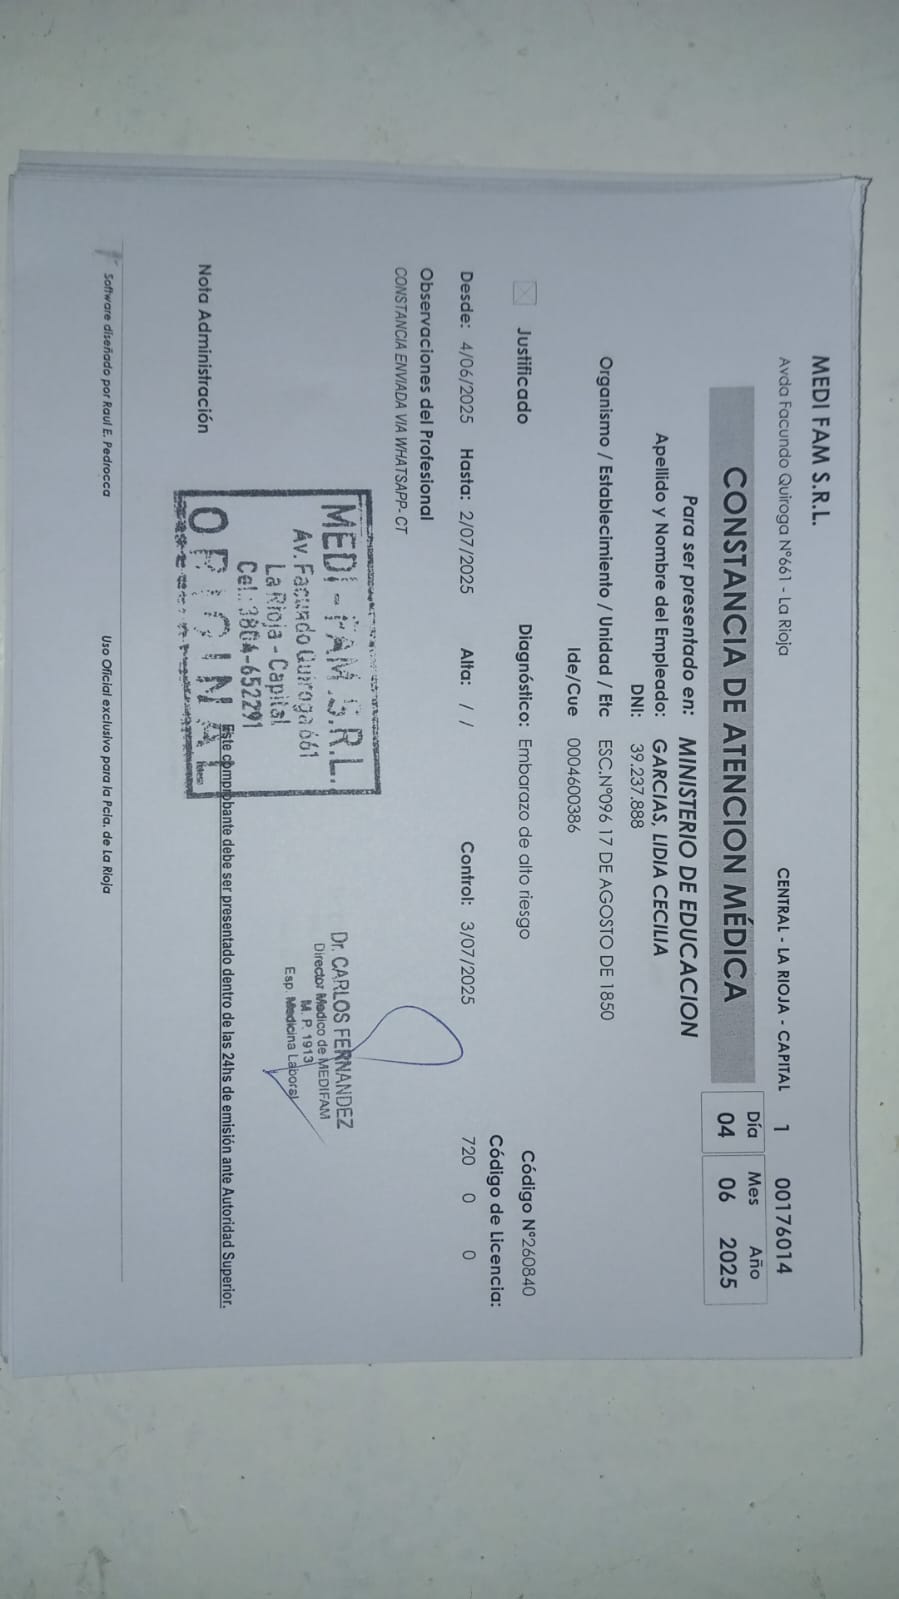 MEDI FAM S.R.L.
Avda Facundo Quiroga Nº661 - La Rioja
CENTRAL - LA RIOJA - CAPITAL 1 00176014
CONSTANCIA DE ATENCION MÉDICA
Día Mes Año
04 06 2025
Para ser presentado en: MINISTERIO DE EDUCACION
Apellido y Nombre del Empleado: GARCIAS, LIDIA CECILIA
DNI: 39.237.888
Organismo / Establecimiento / Unidad / Etc ESC.Nº096 17 DE AGOSTO DE 1850
Ide/Cue 0004600386
Justificado Diagnóstico: Embarazo de alto riesgo Código Nº260840
Código de Licencia:
Desde: 4/06/2025 Hasta: 2/07/2025 Alta: / / Control: 3/07/2025 720 0 0
Observaciones del Profesional
CONSTANCIA ENVIADA VIA WHATSAPP- CT
MEDI - FAM S.R.L.
Av. Facundo Quiroga 661
La Rioja - Capital
Cel.: 3804-652291
ORIGINAL
Dr. CARLOS FERNANDEZ
Director Medico de MEDIFAM
M. P. 1913
Esp. Medicina Laboral
Nota Administración
Este comprobante debe ser presentado dentro de las 24hs de emisión ante Autoridad Superior.
Software diseñado por Raul E. Pedrocca
Uso Oficial exclusivo para la Pcia. de La Rioja